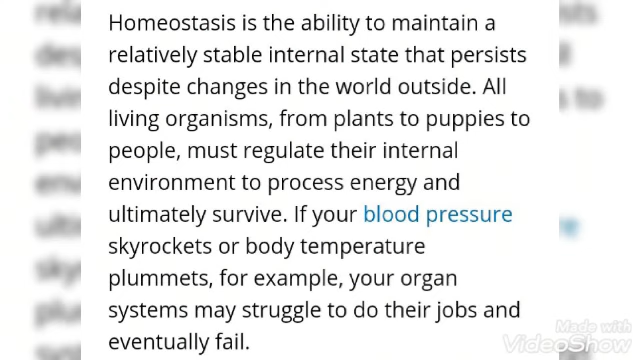 Homeostasis is the ability to maintain a
relatively stable internal state that persists
despite changes in the world outside. All
living organisms, from plants to puppies to
people, must regulate their internal
environment to process energy and
ultimately survive. If your blood pressure
skyrockets or body temperature
plummets, for example, your organ
systems may struggle to do their jobs and
eventually fail.
Made with
VideoShow